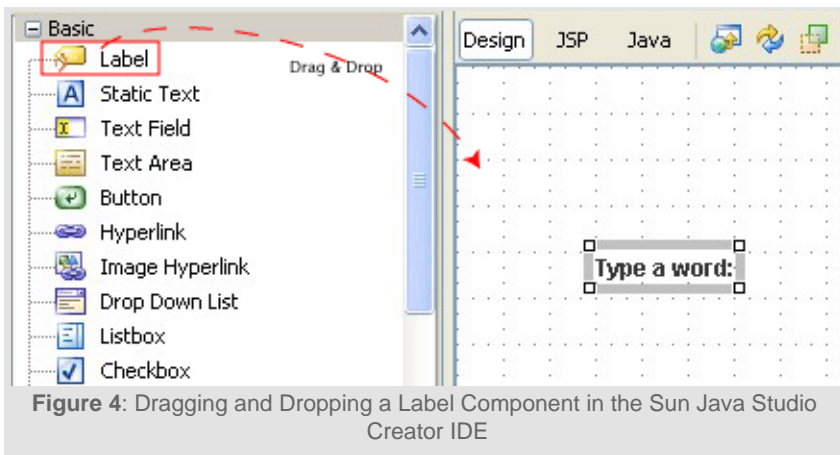 Basic
Label
Drag & Drop
Static Text
Text Field
Text Area
Button
Hyperlink
Image Hyperlink
Drop Down List
Listbox
Checkbox
Design JSP Java
Type a word:
Figure 4: Dragging and Dropping a Label Component in the Sun Java Studio
Creator IDE